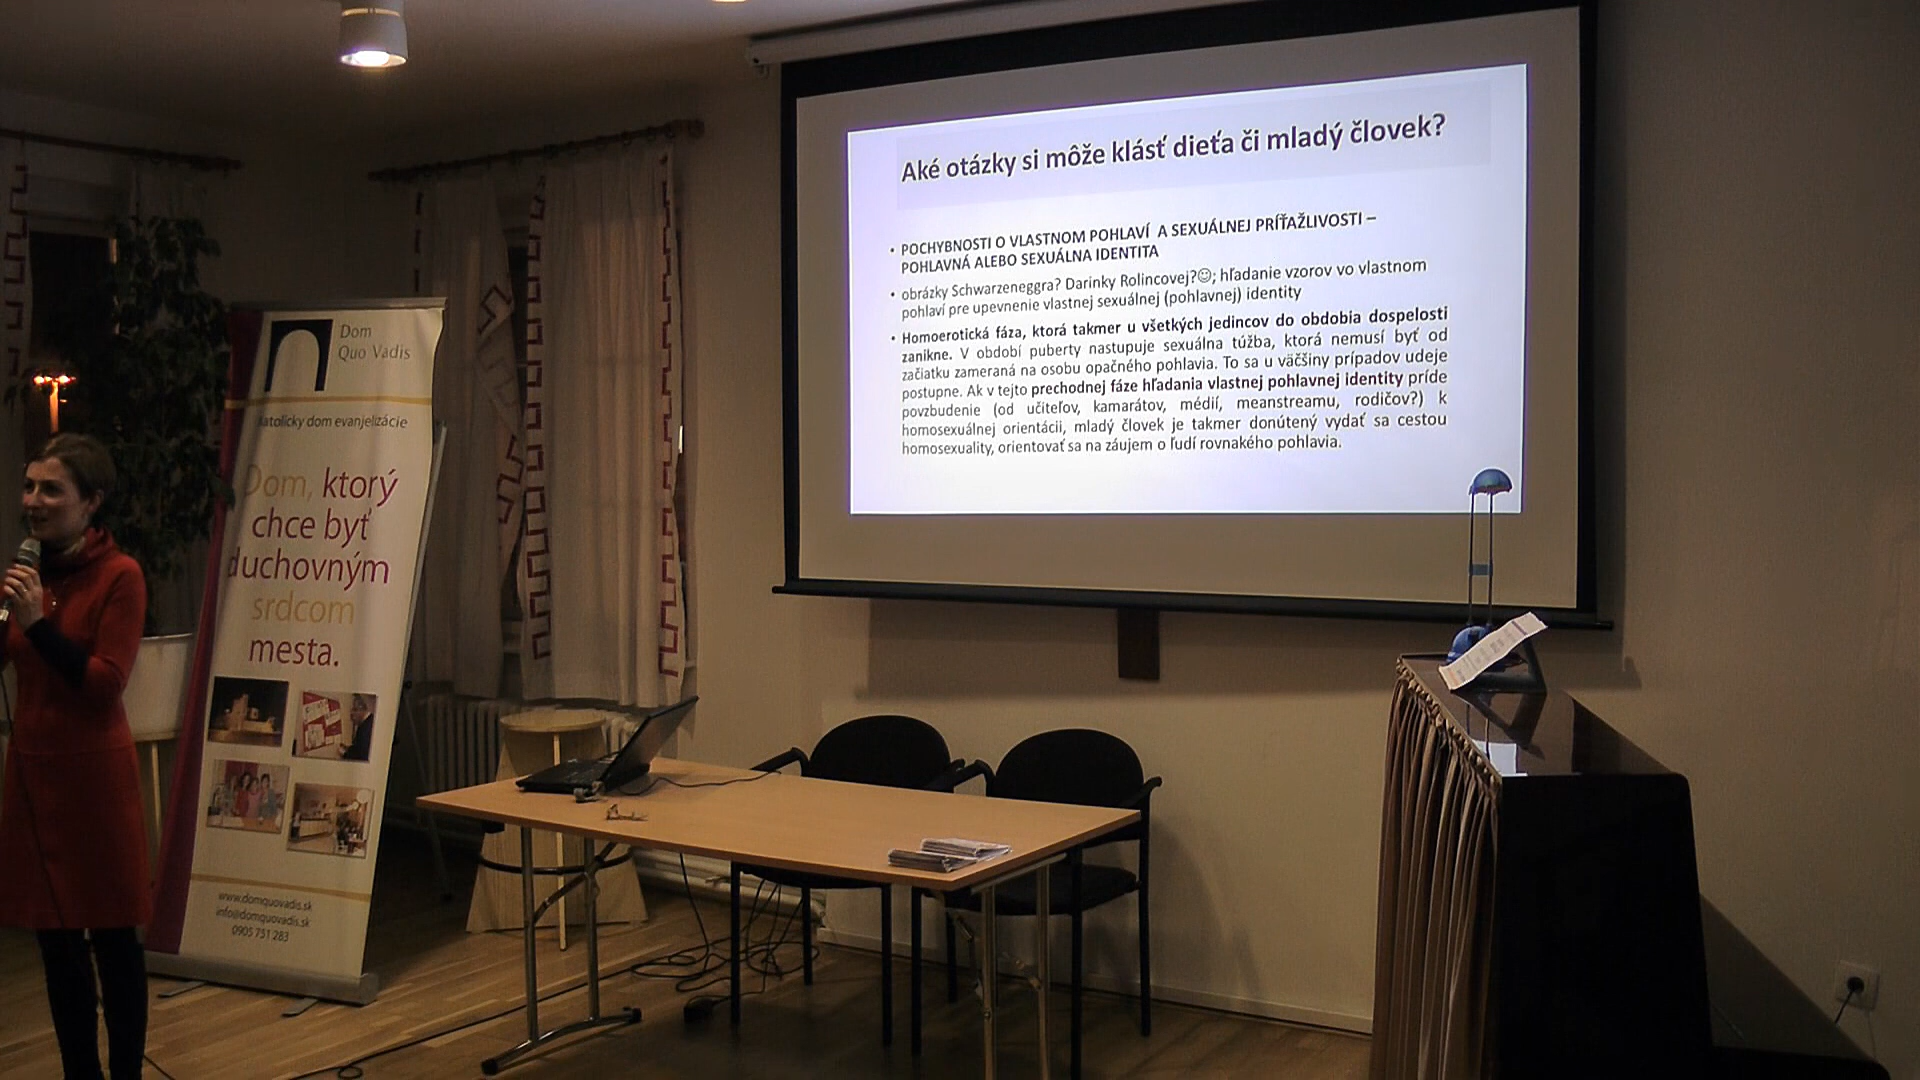 Aké otázky si môže klásť dieťa či mladý človek?
• POCHYBNOSTI O VLASTNOM POHLAVÍ A SEXUÁLNEJ PRÍŤAŽLIVOSTI –
POHLAVNÁ ALEBO SEXUÁLNA IDENTITA
• obrázky Schwarzeneggra? Darinky Rolincovej?☺; hľadanie vzorov vo vlastnom
pohlaví pre upevnenie vlastnej sexuálnej (pohlavnej) identity
• Homoerotická fáza, ktorá takmer u všetkých jedincov do obdobia dospelosti
zanikne. V období puberty nastupuje sexuálna túžba, ktorá nemusí byť od
začiatku zameraná na osobu opačného pohlavia. To sa u väčšiny prípadov udeje
postupne. Ak v tejto prechodnej fáze hľadania vlastnej pohlavnej identity príde
povzbudenie (od učiteľov, kamarátov, médií, meanstreamu, rodičov?) k
homosexuálnej orientácii, mladý človek je takmer donútený vydať sa cestou
homosexuality, orientovať sa na záujem o ľudí rovnakého pohlavia.
Dom
Quo Vadis
katolícky dom evanjelizácie
Dom, ktorý
chce byť
duchovným
srdcom
mesta.
www.domquovadis.sk
info@domquovadis.sk
0905 751 283